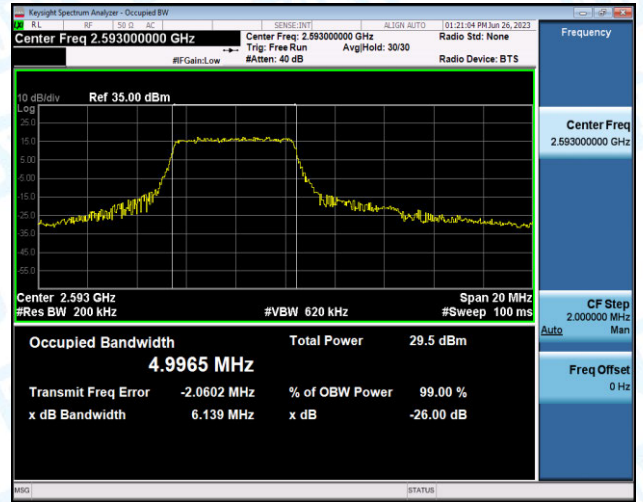 Keysight Spectrum Analyzer - Occupied BW
LXI RL RF 50 Ω AC SENSE:INT ALIGN AUTO 01:21:04 PM Jun 26, 2023
Center Freq 2.593000000 GHz
Center Freq: 2.593000000 GHz
Radio Std: None
Trig: Free Run Avg|Hold: 30/30
#IFGain:Low
#Atten: 40 dB
Radio Device: BTS
Frequency
10 dB/div Ref 35.00 dBm
Log
25.0
15.0
5.00
-5.00
-15.0
-25.0
-35.0
-45.0
-55.0
Center 2.593 GHz
Span 20 MHz
#Res BW 200 kHz
#VBW 620 kHz
#Sweep 100 ms
Occupied Bandwidth
Total Power 29.5 dBm
4.9965 MHz
Transmit Freq Error -2.0602 MHz
% of OBW Power 99.00 %
x dB Bandwidth 6.139 MHz
x dB -26.00 dB
Center Freq
2.593000000 GHz
CF Step
2.000000 MHz
Auto Man
Freq Offset
0 Hz
MSG
STATUS